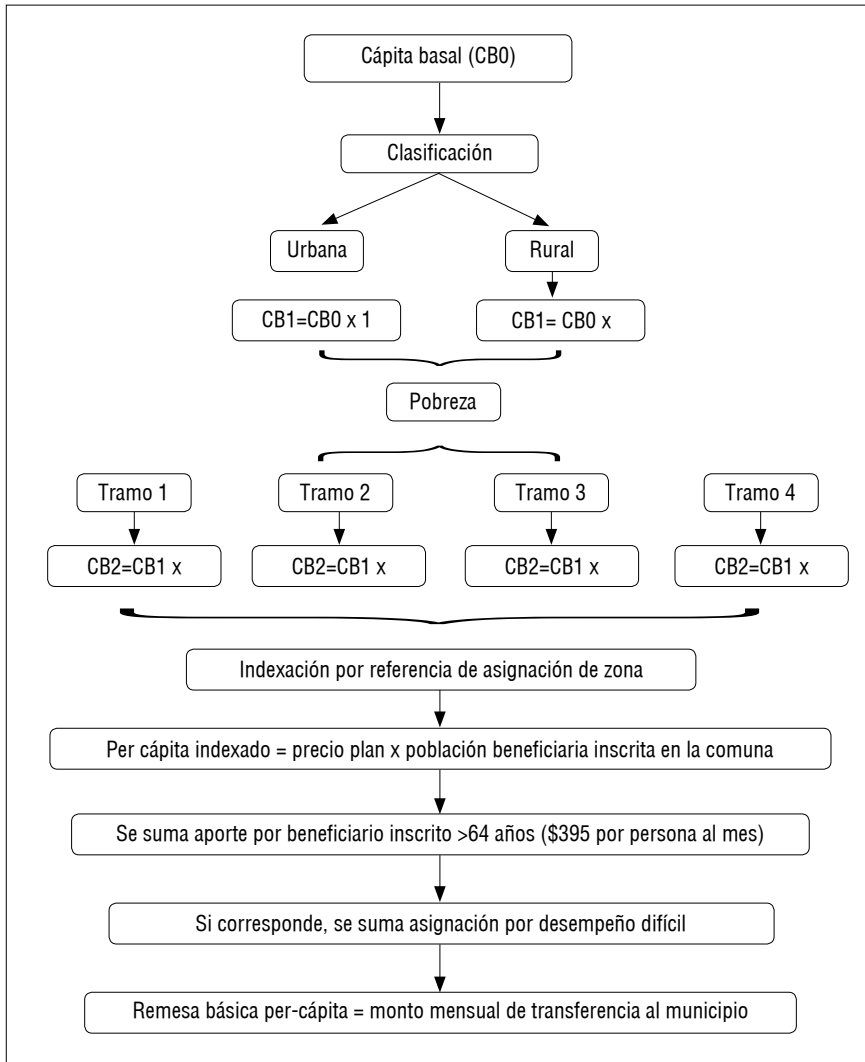 Cápita basal (CB0)
Clasificación
Urbana
Rural
CB1=CB0 x 1
CB1= CB0 x
Pobreza
Tramo 1
Tramo 2
Tramo 3
Tramo 4
CB2=CB1 x
CB2=CB1 x
CB2=CB1 x
CB2=CB1 x
Indexación por referencia de asignación de zona
Per cápita indexado = precio plan x población beneficiaria inscrita en la comuna
Se suma aporte por beneficiario inscrito >64 años ($395 por persona al mes)
Si corresponde, se suma asignación por desempeño difícil
Remesa básica per-cápita = monto mensual de transferencia al municipio